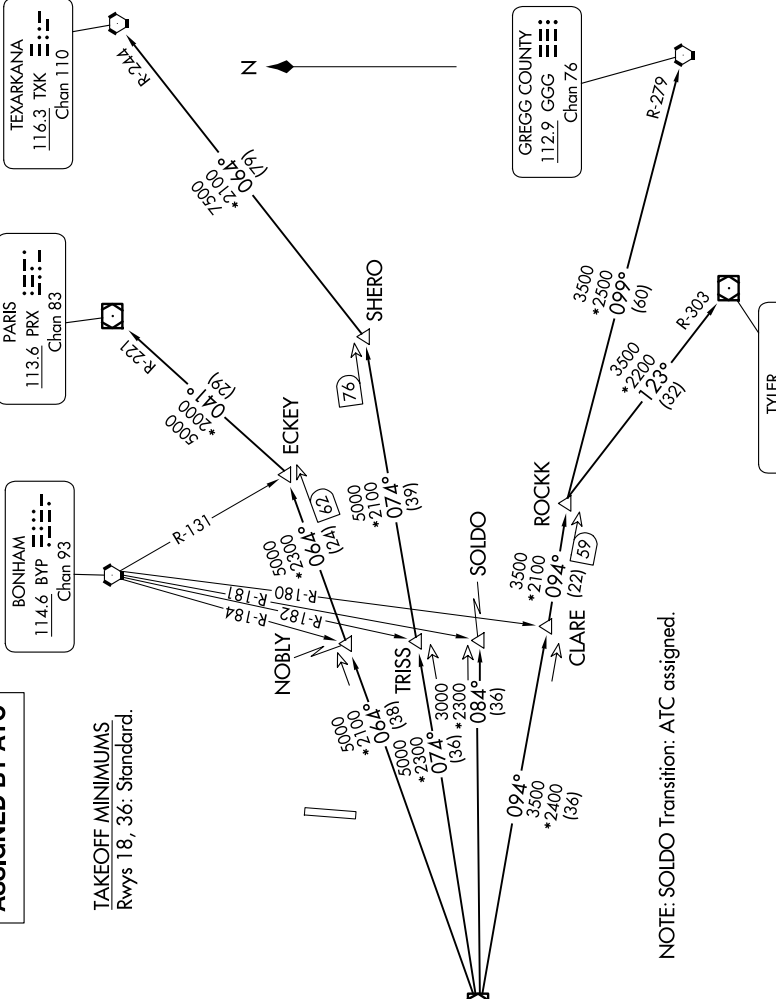 TEXARKANA
116.3 TXK
Chan 110
R-244
N
GREGG COUNTY
112.9 GGG
Chan 76
R-279
7500
*2100
064°
(79)
PARIS
113.6 PRX
Chan 83
R-221
5000
*2000
041°
(29)
SHERO
76
3500
*2500
099°
(60)
R-303
3500
*2200
123°
(32)
TYLER
BONHAM
114.6 BYP
Chan 93
R-131
ECKEY
62
5000
*2300
064°
(24)
5000
*2100
074°
(39)
R-184
R-182
R-181
R-180
NOBLY
TRISS
SOLDO
CLARE
ROCKK
59
3500
*2100
094°
(22)
5000
*2100
064°
(38)
5000
*2300
074°
(36)
3000
*2300
084°
(36)
094°
3500
*2400
(36)
ASSIGNED BY ATC
TAKEOFF MINIMUMS
Rwys 18, 36: Standard.
NOTE: SOLDO Transition: ATC assigned.